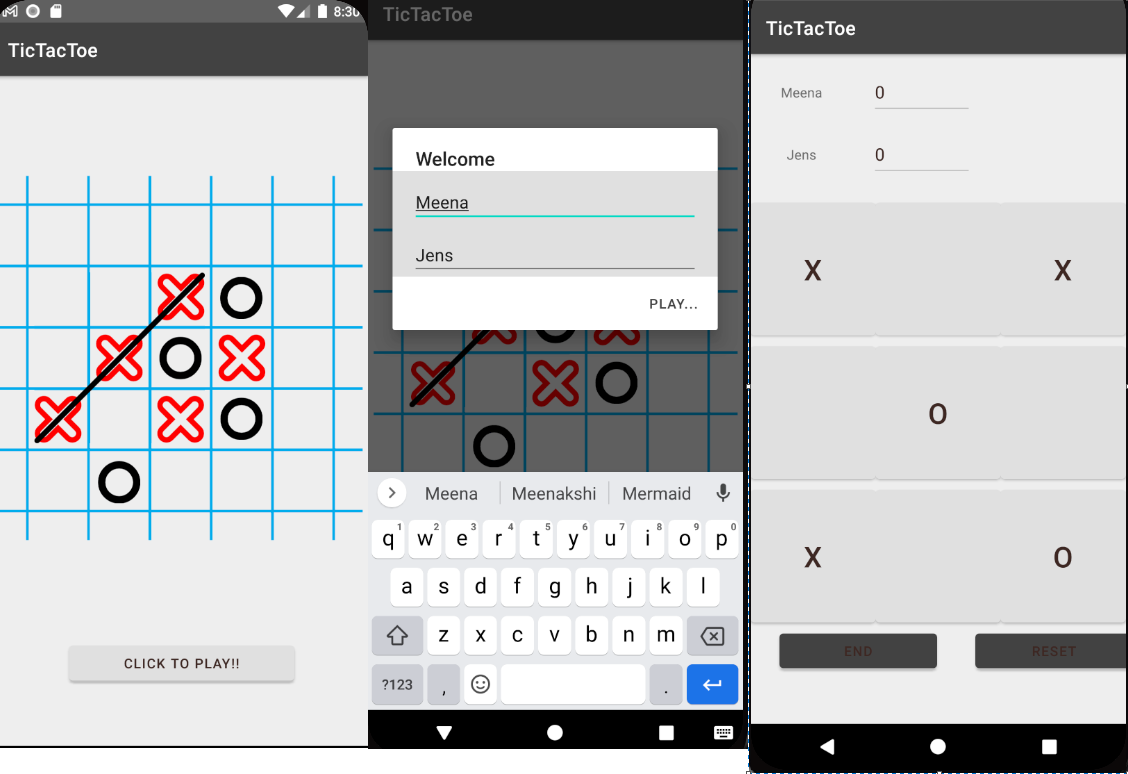 8:30
TicTacToe
CLICK TO PLAY!!
TicTacToe
Welcome
Meena
Jens
PLAY...
Meena Meenakshi Mermaid
q1 w2 e3 r4 t5 y6 u7 i8 o9 p0
a s d f g h j k l
z x c v b n m
?123 , .
TicTacToe
Meena 0
Jens 0
X X
O
X O
END RESET